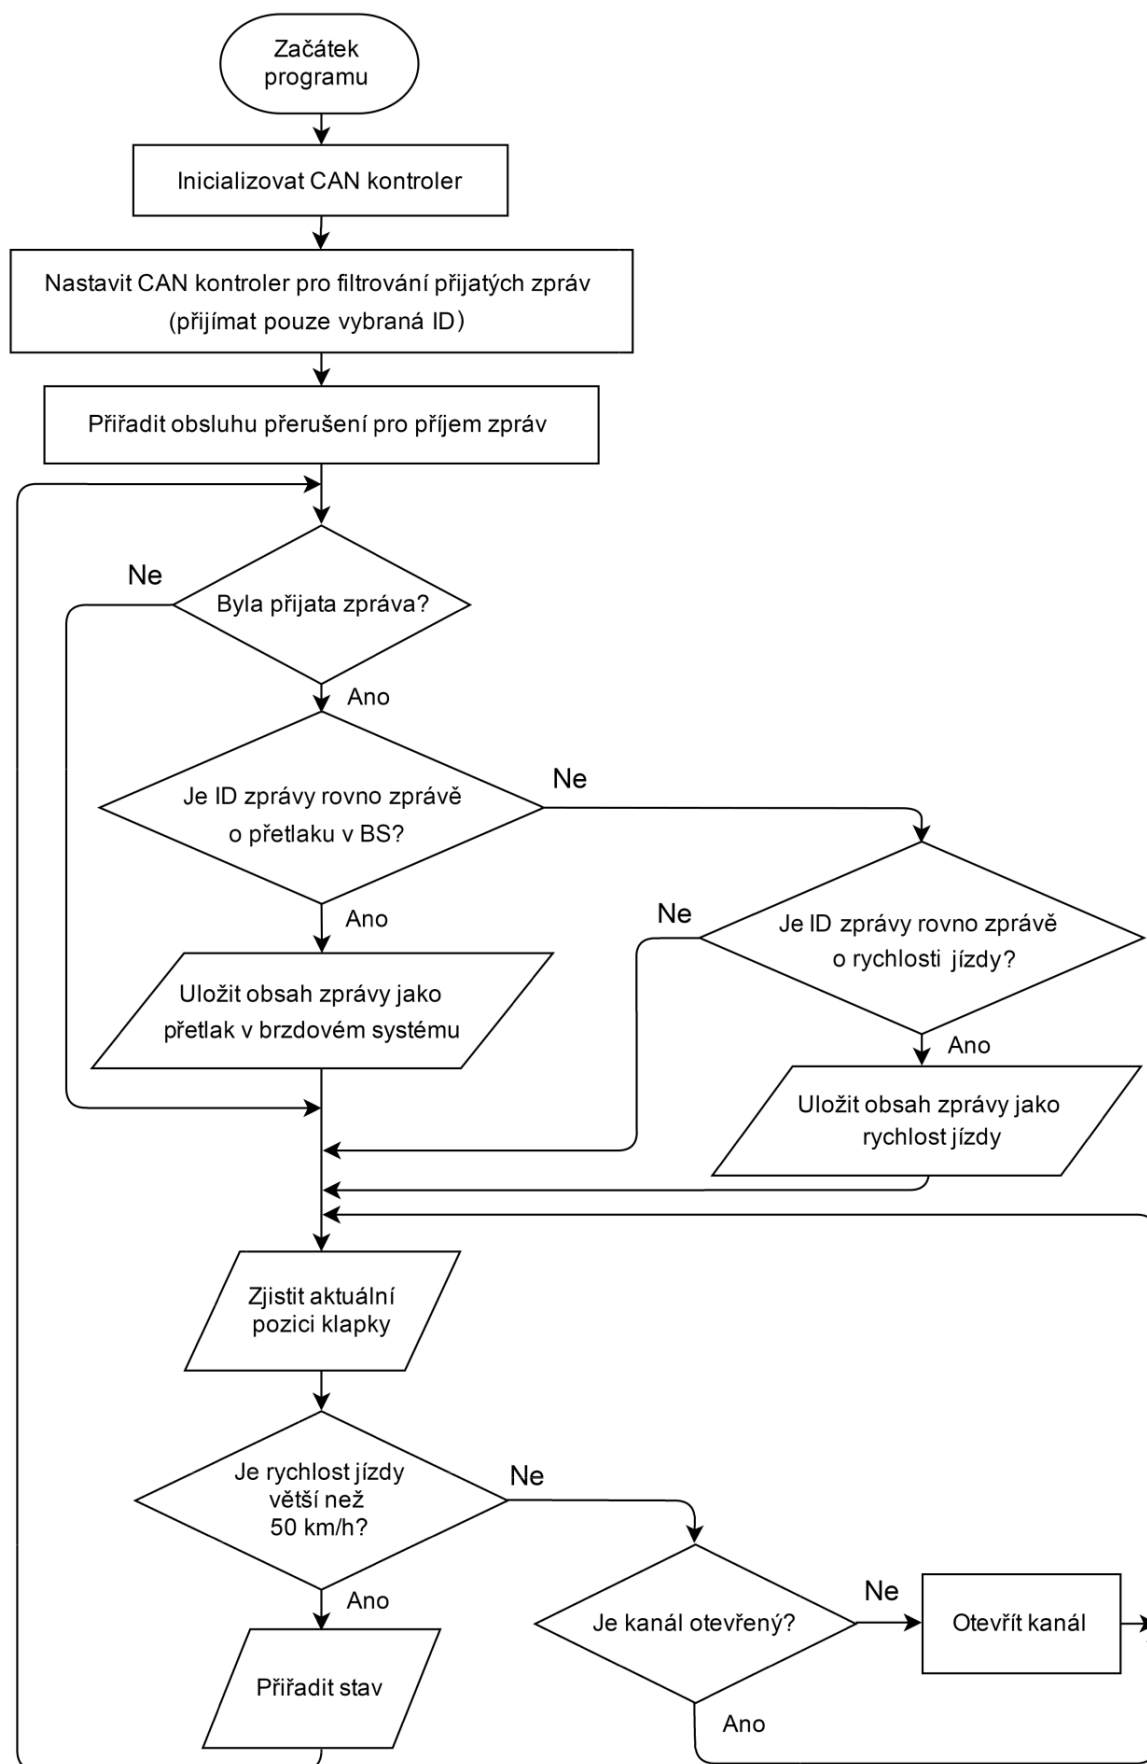 Začátek
programu
Inicializovat CAN kontroler
Nastavit CAN kontroler pro filtrování přijatých zpráv
(přijímat pouze vybraná ID)
Přiřadit obsluhu přerušení pro příjem zpráv
Ne
Byla přijata zpráva?
Ano
Ne
Je ID zprávy rovno zprávě
o přetlaku v BS?
Ano
Ne
Je ID zprávy rovno zprávě
o rychlosti jízdy?
Uložit obsah zprávy jako
přetlak v brzdovém systému
Ano
Uložit obsah zprávy jako
rychlost jízdy
Zjistit aktuální
pozici klapky
Je rychlost jízdy
větší než
50 km/h?
Ne
Ano
Je kanál otevřený?
Ne
Otevřít kanál
Přiřadit stav
Ano